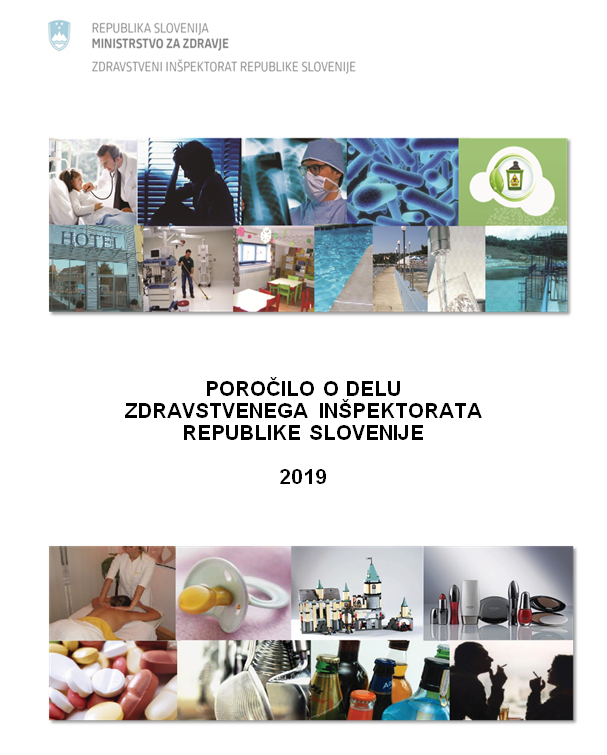 REPUBLIKA SLOVENIJA
MINISTRSTVO ZA ZDRAVJE
ZDRAVSTVENI INŠPEKTORAT REPUBLIKE SLOVENIJE
HOTEL
POROČILO O DELU
ZDRAVSTVENEGA INŠPEKTORATA
REPUBLIKE SLOVENIJE
2019